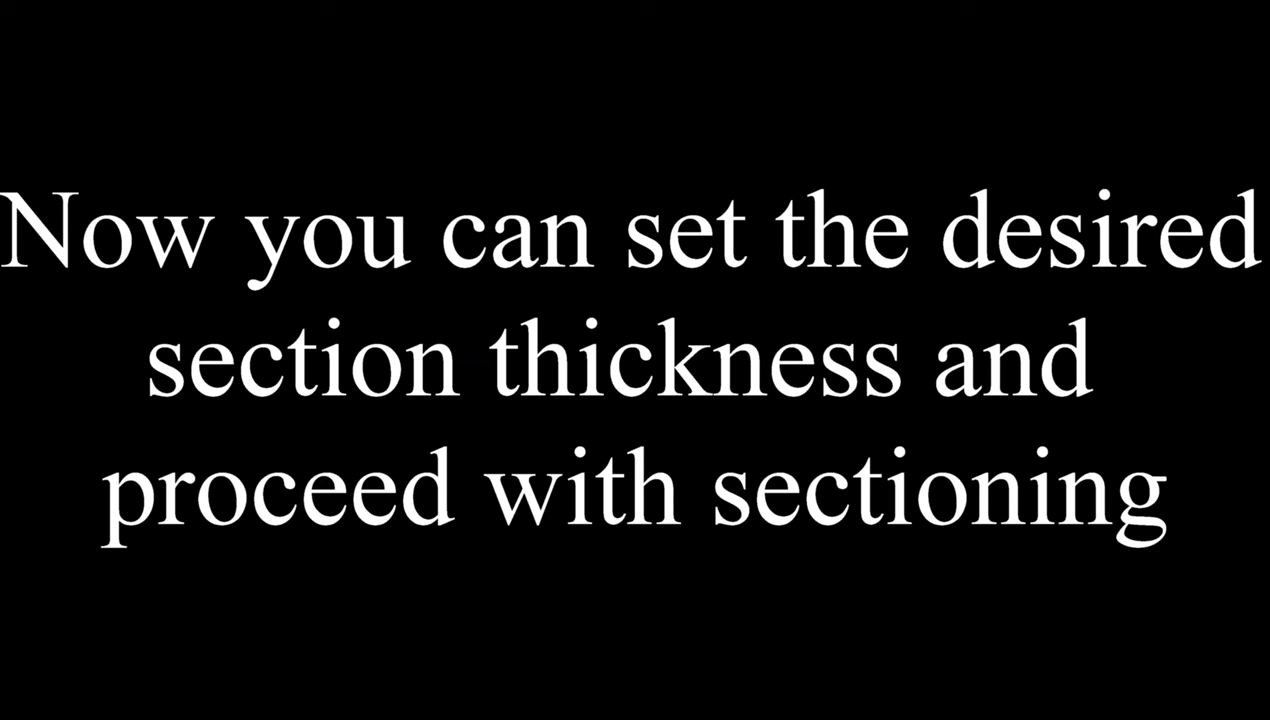 Now you can set the desired
section thickness and
proceed with sectioning